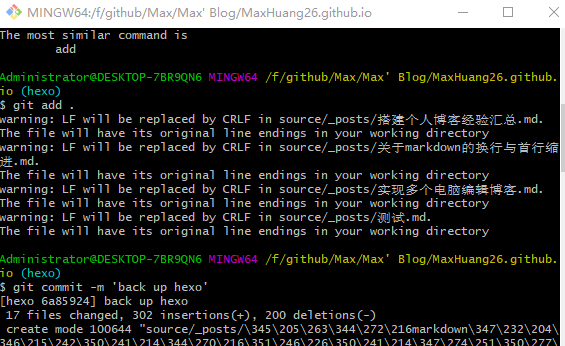 MINGW64:/f/github/Max/Max' Blog/MaxHuang26.github.io
The most similar command is
add
Administrator@DESKTOP-7BR9QN6 MINGW64 /f/github/Max/Max' Blog/MaxHuang26.github.
io (hexo)
$ git add .
warning: LF will be replaced by CRLF in source/_posts/搭建个人博客经验汇总.md.
The file will have its original line endings in your working directory
warning: LF will be replaced by CRLF in source/_posts/关于markdown的换行与首行缩
进.md.
The file will have its original line endings in your working directory
warning: LF will be replaced by CRLF in source/_posts/实现多个电脑编辑博客.md.
The file will have its original line endings in your working directory
warning: LF will be replaced by CRLF in source/_posts/测试.md.
The file will have its original line endings in your working directory
Administrator@DESKTOP-7BR9QN6 MINGW64 /f/github/Max/Max' Blog/MaxHuang26.github.
io (hexo)
$ git commit -m 'back up hexo'
[hexo 6a85924] back up hexo
17 files changed, 302 insertions(+), 200 deletions(-)
create mode 100644 "source/_posts/\345\205\263\344\272\216markdown\347\232\204\
346\215\242\350\241\214\344\270\216\351\246\226\350\241\214\347\274\251\350\277\